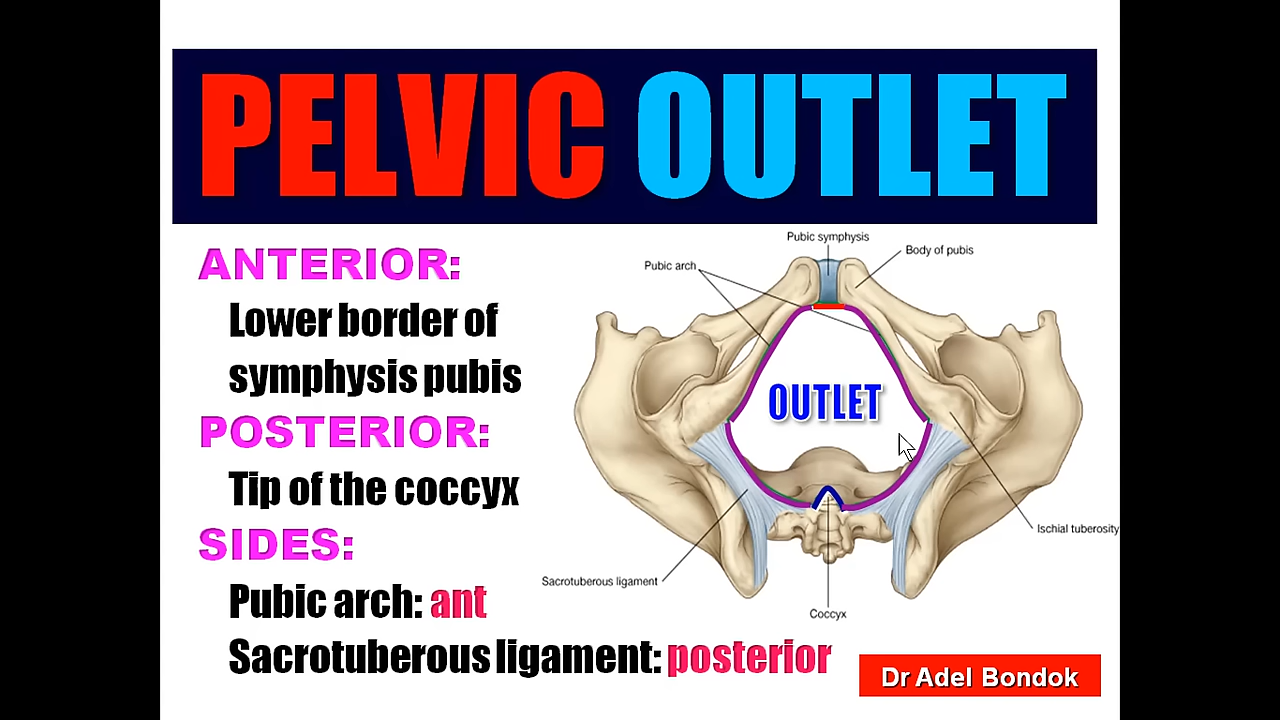 PELVIC OUTLET
ANTERIOR:
Lower border of
symphysis pubis
POSTERIOR:
Tip of the coccyx
SIDES:
Pubic arch: ant
Sacrotuberous ligament: posterior
Pubic symphysis
Body of pubis
Pubic arch
OUTLET
Ischial tuberosity
Sacrotuberous ligament
Coccyx
Dr Adel Bondok